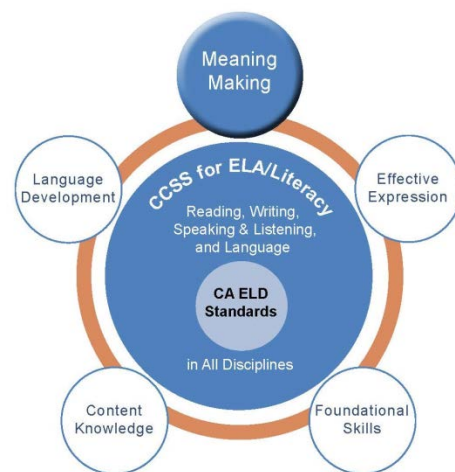 Meaning
Making
Language
Development
Effective
Expression
CCSS for ELA/Literacy
Reading, Writing,
Speaking & Listening,
and Language
CA ELD
Standards
in All Disciplines
Content
Knowledge
Foundational
Skills